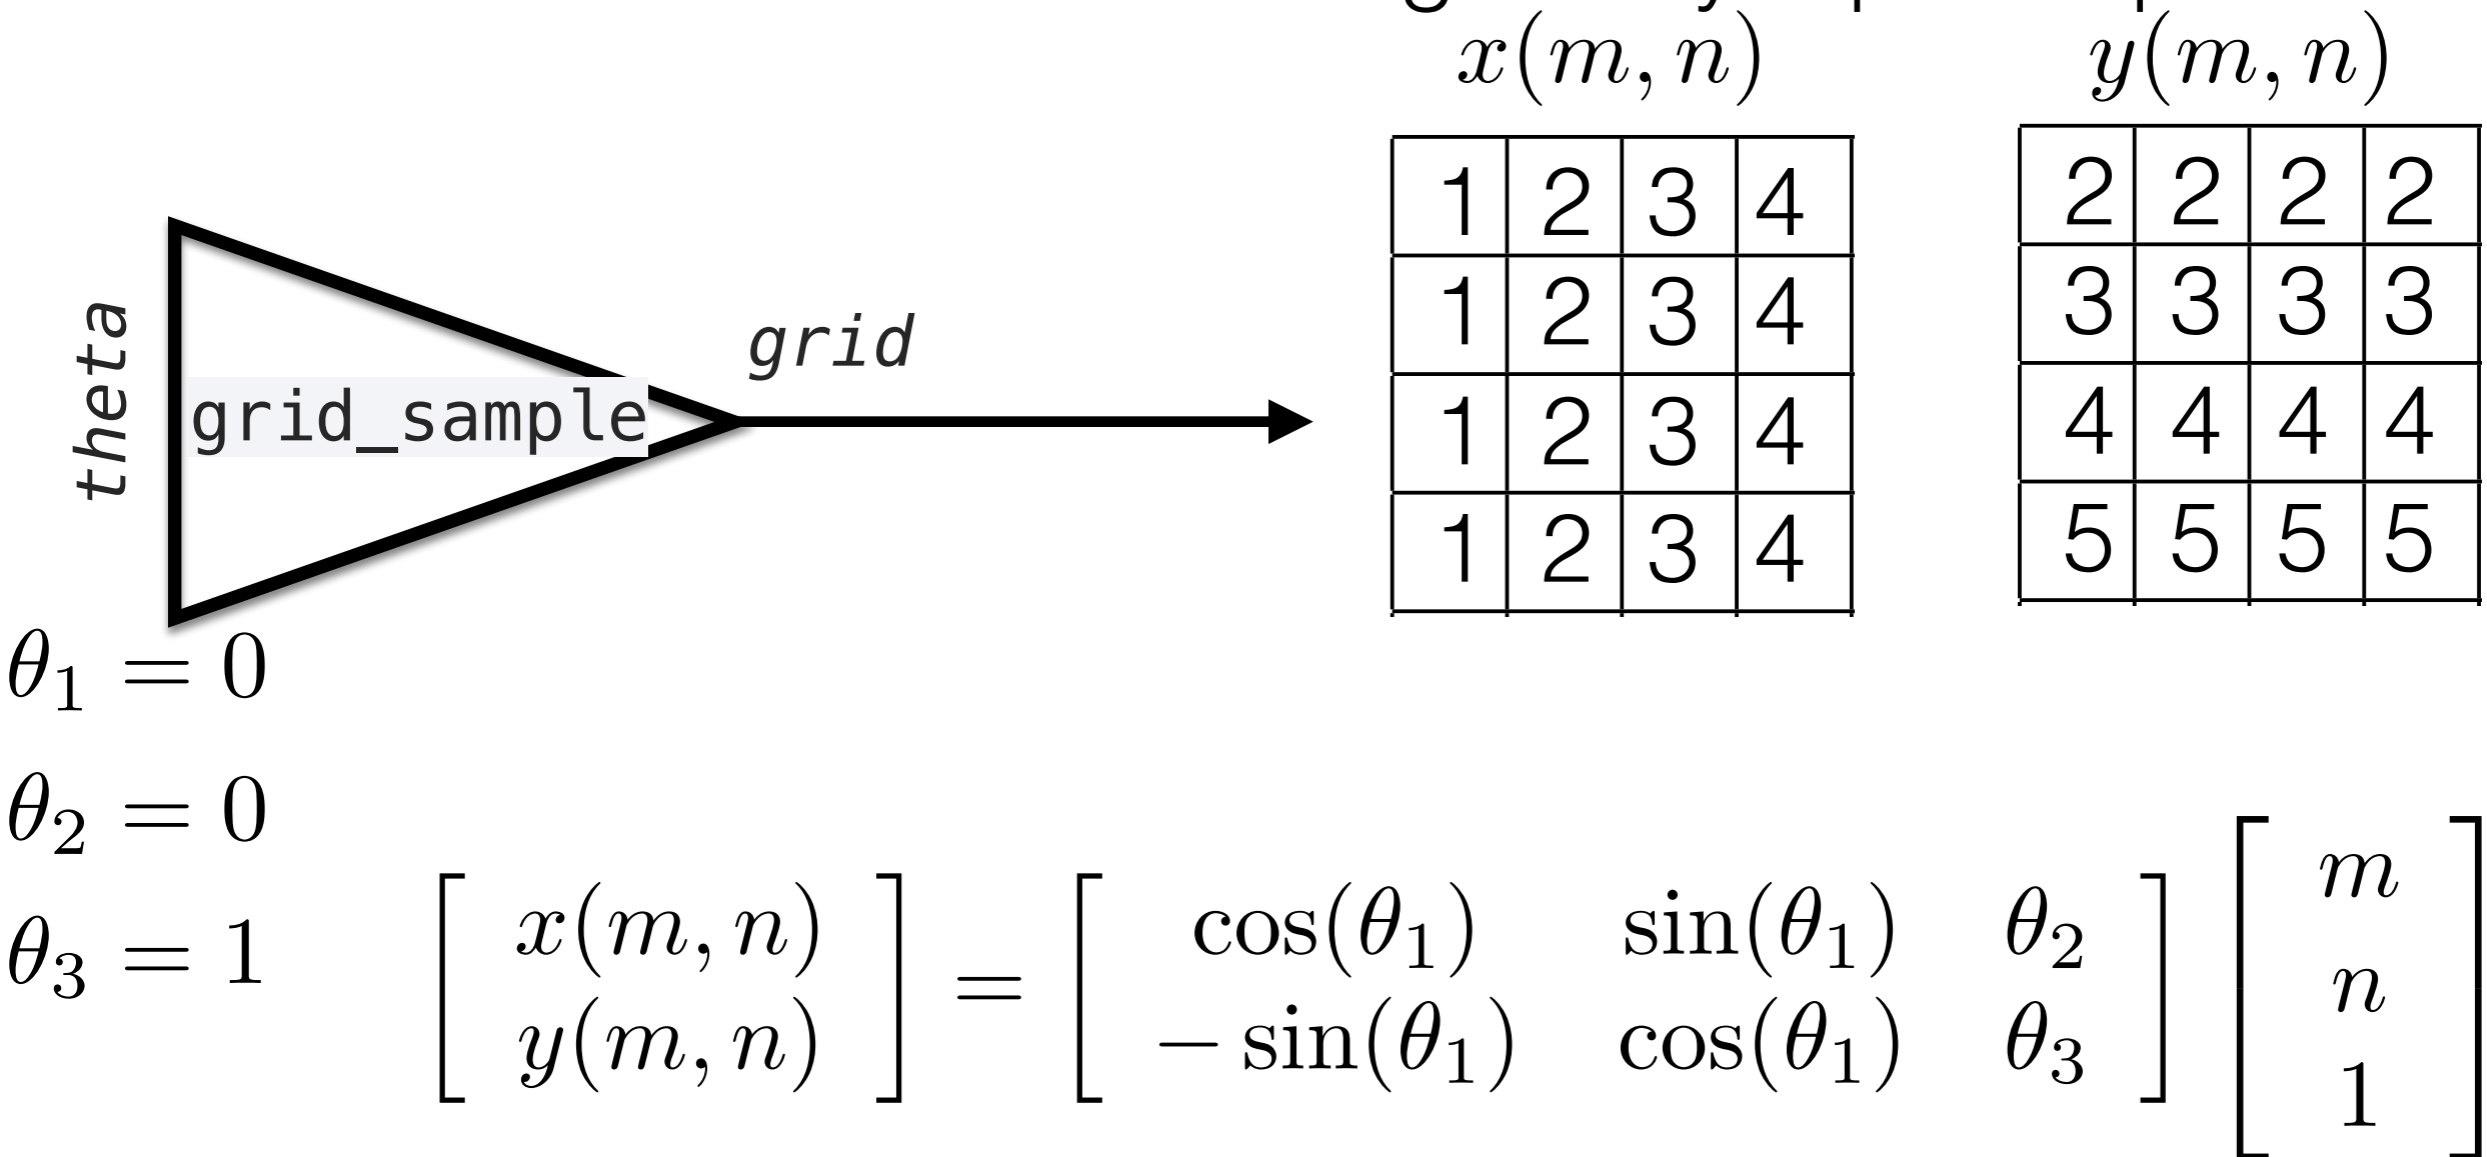 x(m, n) y(m, n)
1 2 3 4 2 2 2 2
1 2 3 4 3 3 3 3
1 2 3 4 4 4 4 4
1 2 3 4 5 5 5 5
theta
grid_sample
grid
θ₁ = 0
θ₂ = 0
θ₃ = 1
[ x(m, n) y(m, n) ] = [ cos(θ₁) sin(θ₁) θ₂ − sin(θ₁) cos(θ₁) θ₃ ] [ m n 1 ]